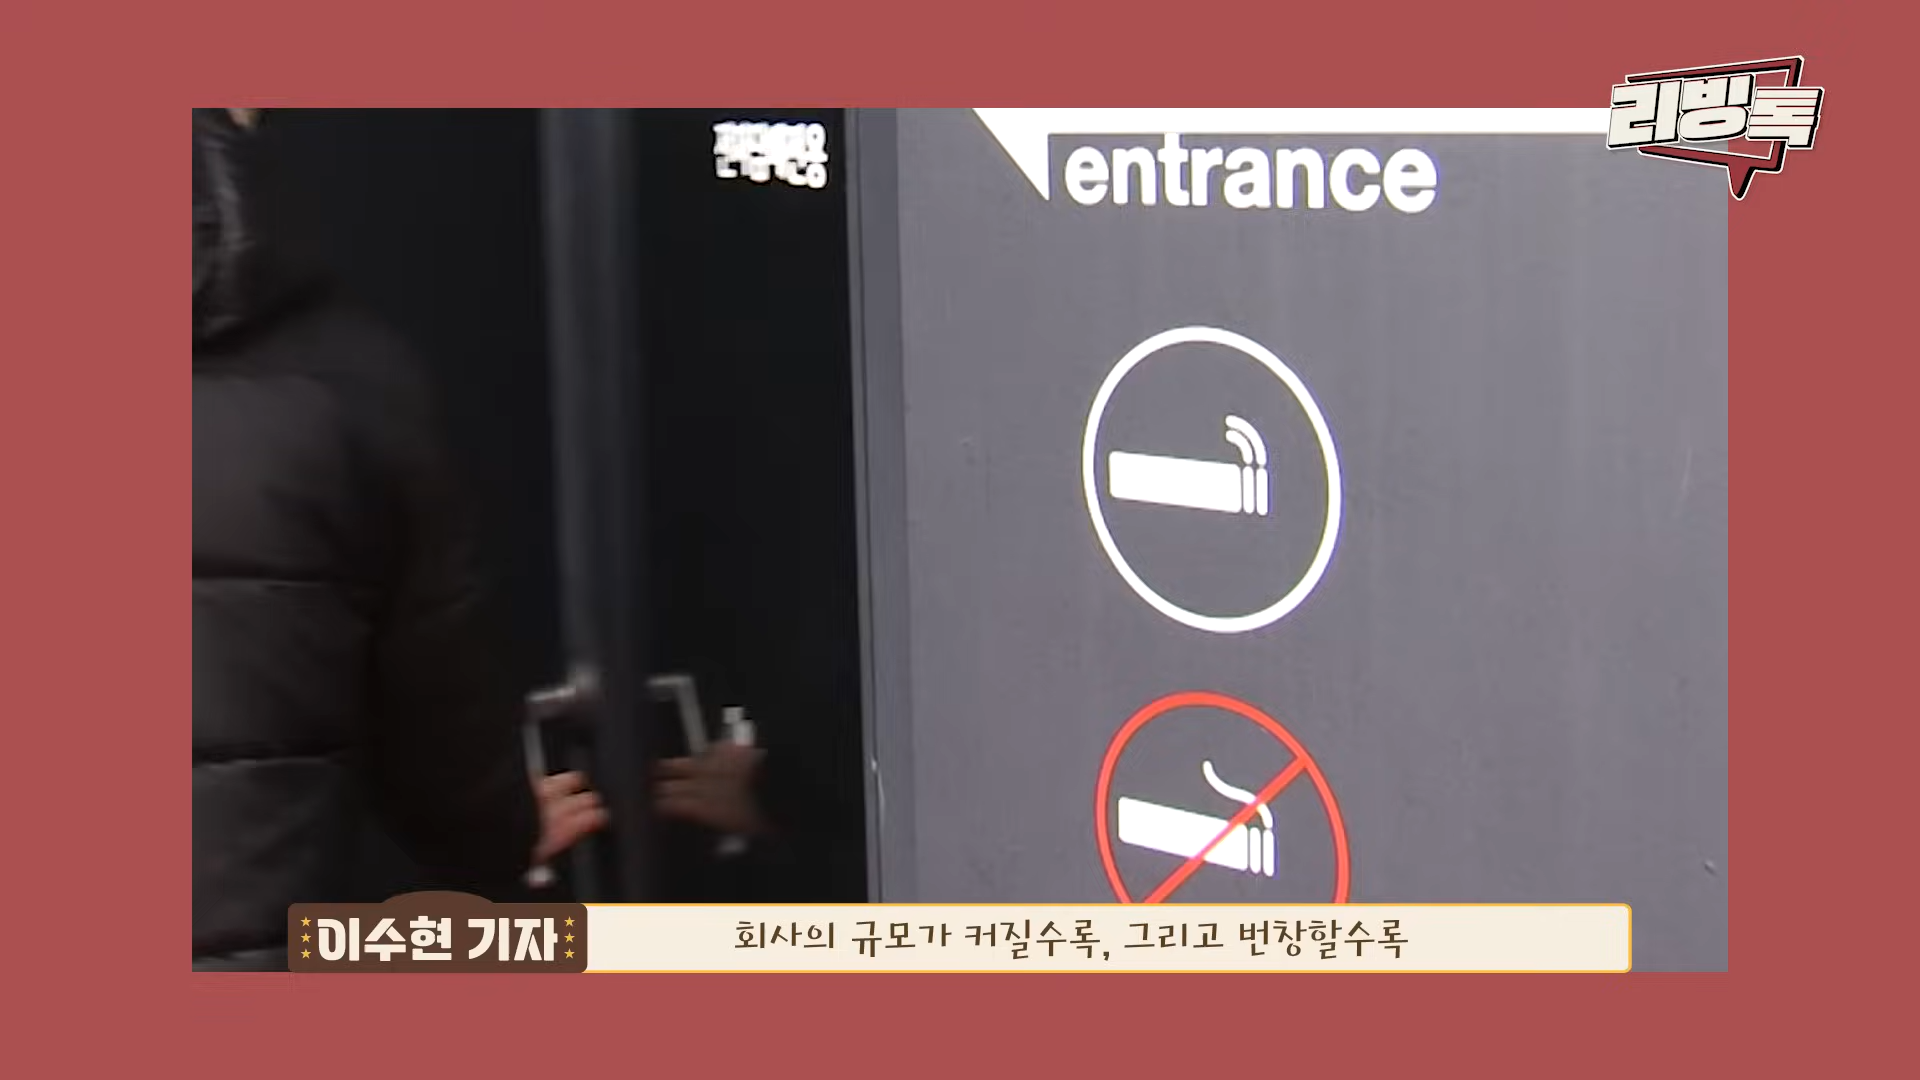 리빙톡
entrance
이수현 기자
회사의 규모가 커질수록, 그리고 번창할수록